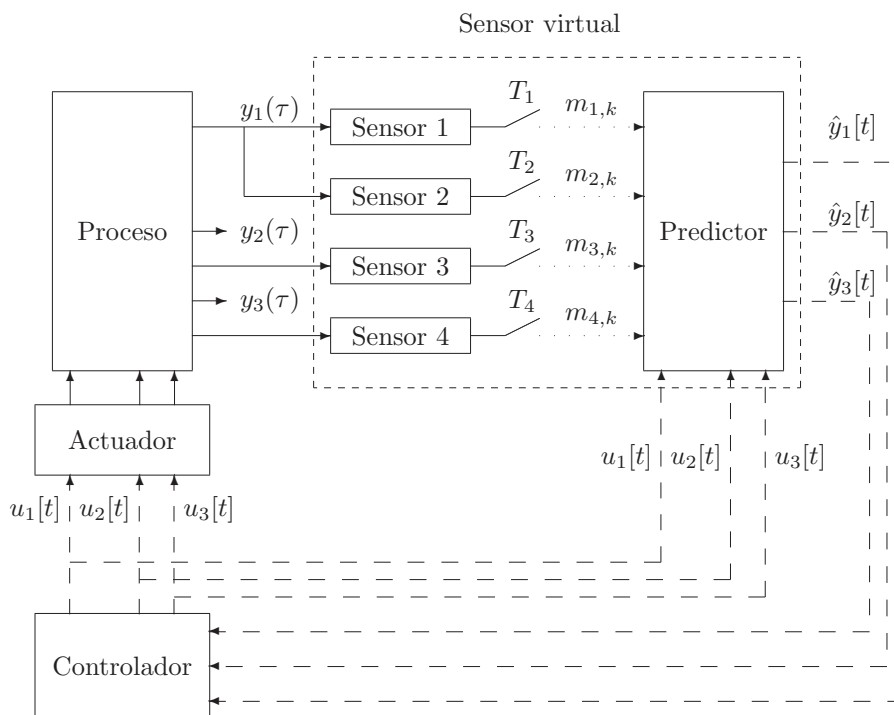 Sensor virtual
y₁(τ)
Sensor 1
T₁
m₁,ₖ
ŷ₁[t]
Sensor 2
T₂
m₂,ₖ
Proceso
y₂(τ)
Predictor
ŷ₂[t]
Sensor 3
T₃
m₃,ₖ
y₃(τ)
ŷ₃[t]
Sensor 4
T₄
m₄,ₖ
Actuador
u₁[t]
u₂[t]
u₃[t]
u₁[t]
u₂[t]
u₃[t]
Controlador